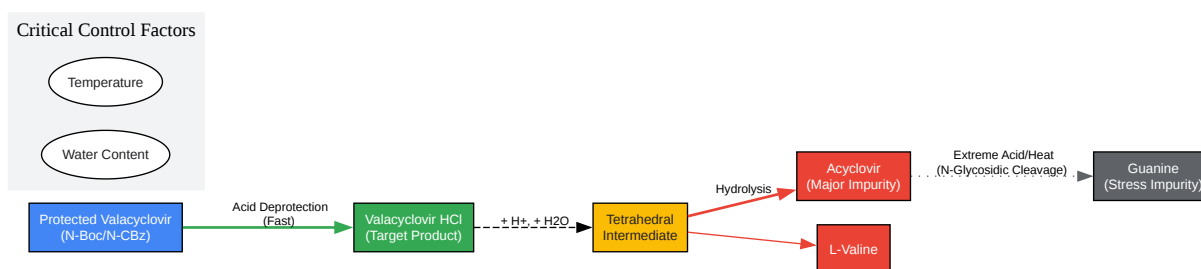 Critical Control Factors
Temperature
Water Content
Protected Valacyclovir
(N-Boc/N-CBz)
Acid Deprotection
(Fast)
Valacyclovir HCl
(Target Product)
+ H+, + H2O
Tetrahedral
Intermediate
Hydrolysis
Acyclovir
(Major Impurity)
L-Valine
Extreme Acid/Heat
(N-Glycosidic Cleavage)
Guanine
(Stress Impurity)